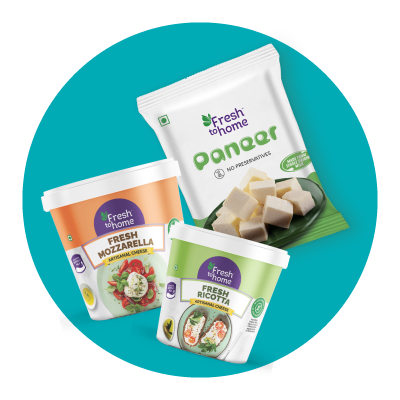 Fresh
to home
paneer
NO PRESERVATIVES
Fresh
to home
FRESH
MOZZARELLA
ARTISANAL CHEESE
Fresh
to home
FRESH
RICOTTA
ARTISANAL CHEESE